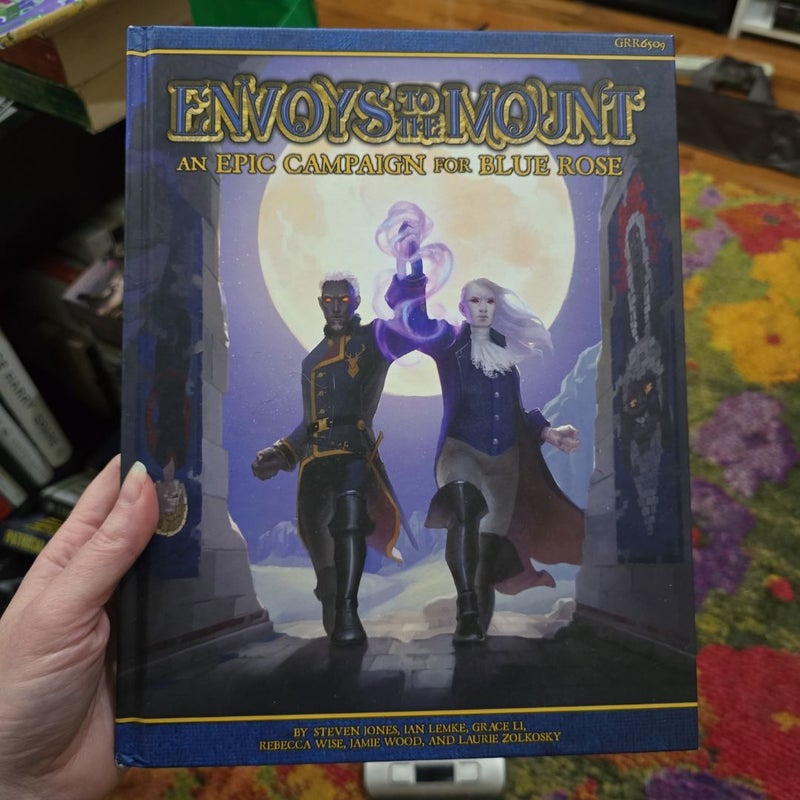 GRR6509
ENVOYS TO THE MOUNT
AN EPIC CAMPAIGN FOR BLUE ROSE
BY STEVEN JONES, IAN LEMKE, GRACE LI,
REBECCA WISE, JAMIE WOOD, AND LAURIE ZOLKOSKY